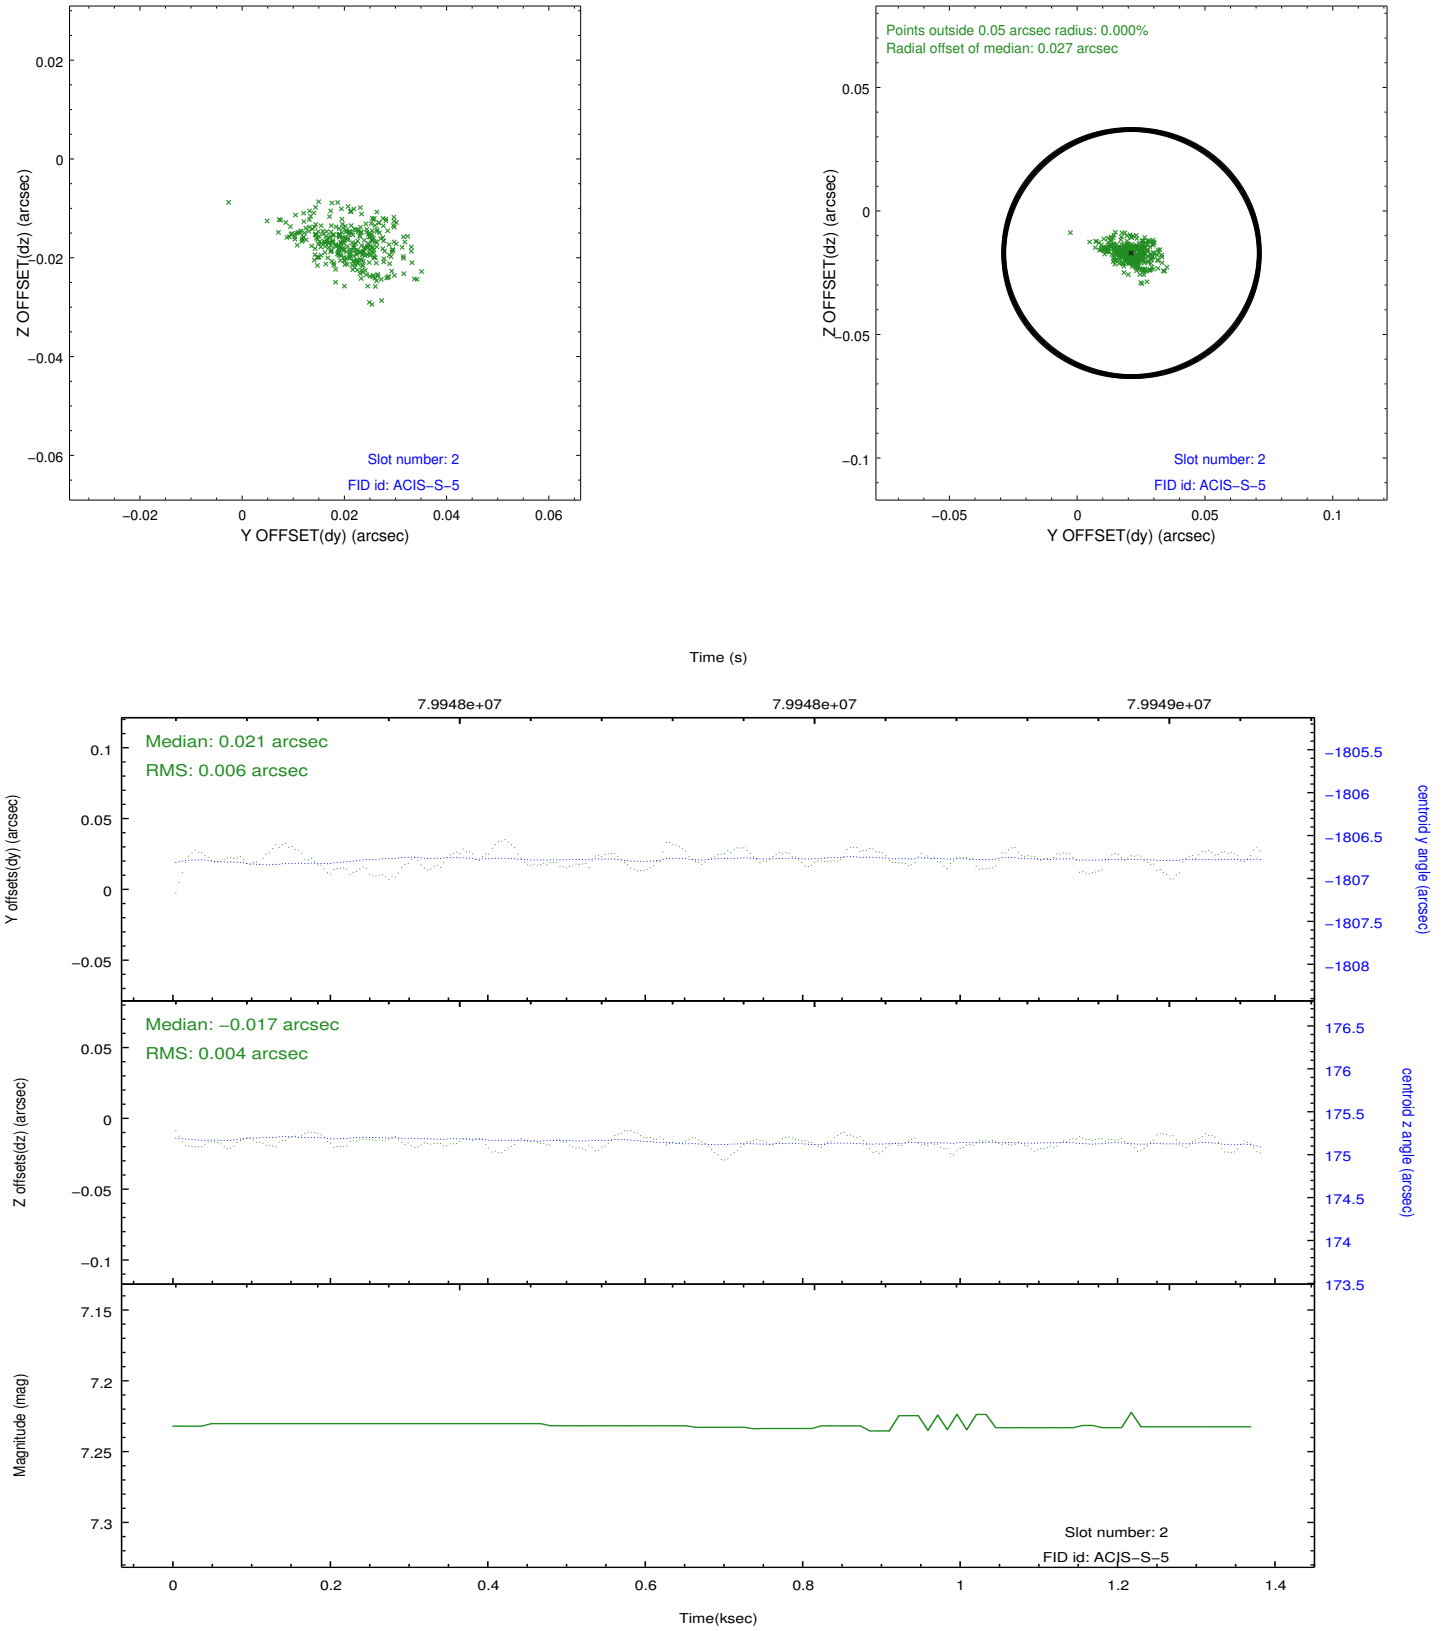 0.02
0
−0.02
−0.04
−0.06
Z OFFSET(dz) (arcsec)
Slot number: 2
FID id: ACIS−S−5
−0.02 0 0.02 0.04 0.06
Y OFFSET(dy) (arcsec)
Points outside 0.05 arcsec radius: 0.000%
Radial offset of median: 0.027 arcsec
0.05
0
−0.05
−0.1
Z OFFSET(dz) (arcsec)
Slot number: 2
FID id: ACIS−S−5
−0.05 0 0.05 0.1
Y OFFSET(dy) (arcsec)
Time (s)
7.9948e+07 7.9948e+07 7.9949e+07
Median: 0.021 arcsec
RMS: 0.006 arcsec
0.1
0.05
0
−0.05
Y offsets(dy) (arcsec)
−1805.5
−1806
−1806.5
−1807
−1807.5
−1808
centroid y angle (arcsec)
Median: −0.017 arcsec
RMS: 0.004 arcsec
0.05
0
−0.05
−0.1
Z offsets(dz) (arcsec)
176.5
176
175.5
175
174.5
174
173.5
centroid z angle (arcsec)
7.15
7.2
7.25
7.3
Magnitude (mag)
Slot number: 2
FID id: ACIS−S−5
0 0.2 0.4 0.6 0.8 1 1.2 1.4
Time(ksec)